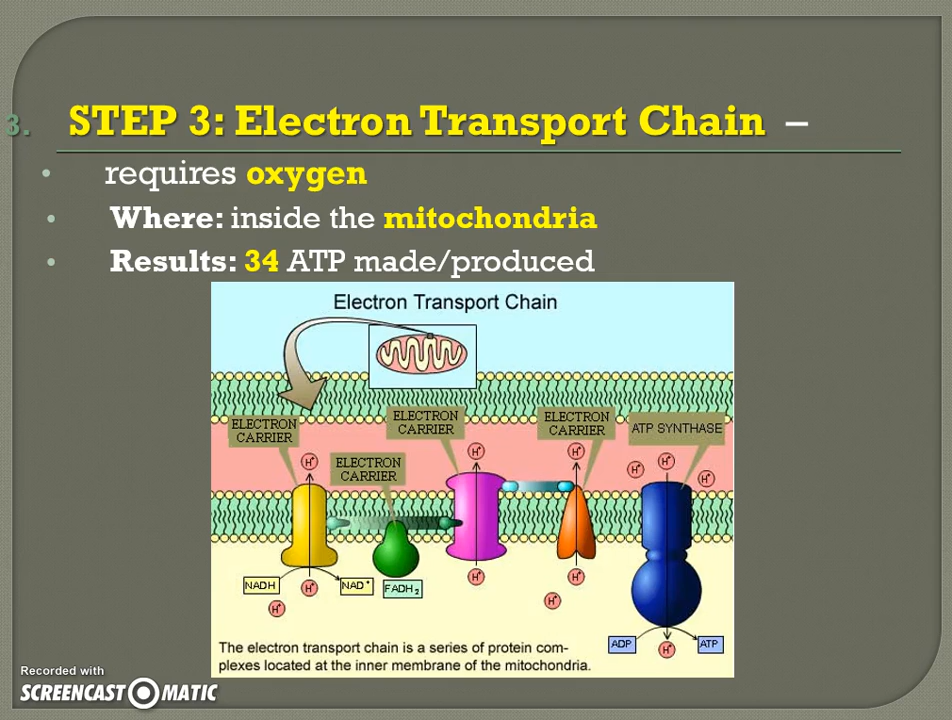 3. STEP 3: Electron Transport Chain –
• requires oxygen
• Where: inside the mitochondria
• Results: 34 ATP made/produced
Electron Transport Chain
ELECTRON
CARRIER
ELECTRON
CARRIER
ELECTRON
CARRIER
ELECTRON
CARRIER
ATP SYNTHASE
H+
H+
H+
H+
H+
H+
H+
H+
H+
NADH
H+
NAD+
FADH2
H+
H+
ADP
H+
ATP
The electron transport chain is a series of protein com-
plexes located at the inner membrane of the mitochondria.
Recorded with
SCREENCAST MATIC